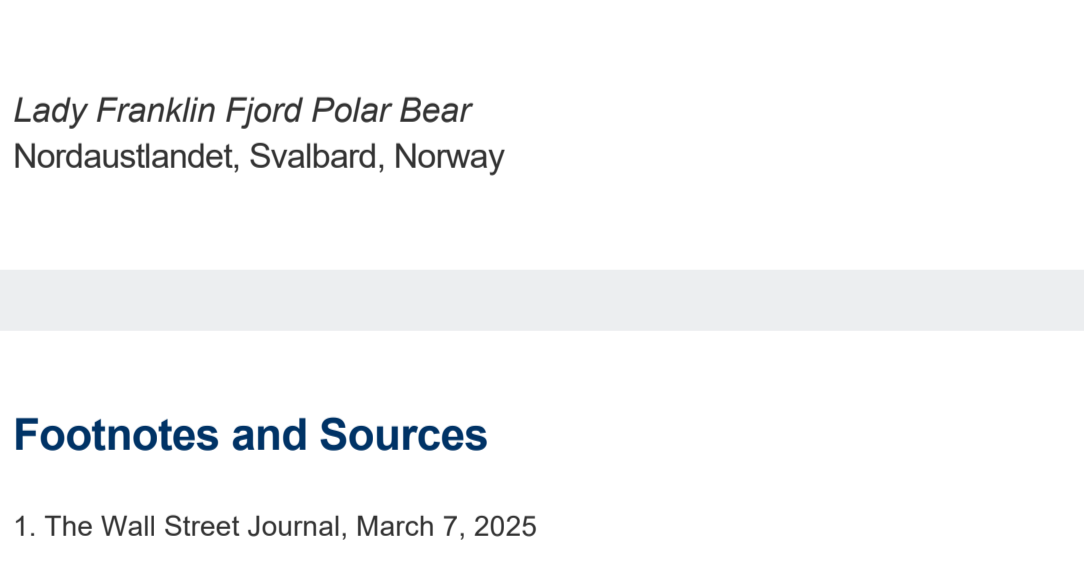 Lady Franklin Fjord Polar Bear
Nordaustlandet, Svalbard, Norway
Footnotes and Sources
1. The Wall Street Journal, March 7, 2025